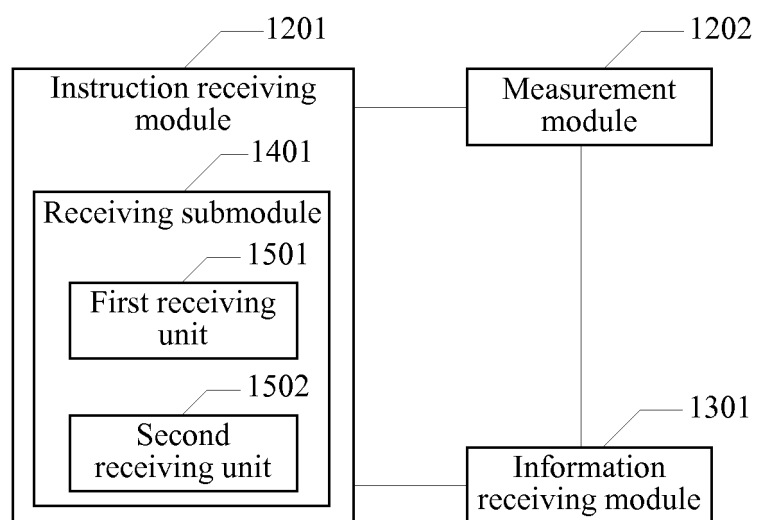 1201
Instruction receiving
module
1401
Receiving submodule
1501
First receiving
unit
1502
Second
receiving unit
1202
Measurement
module
1301
Information
receiving module